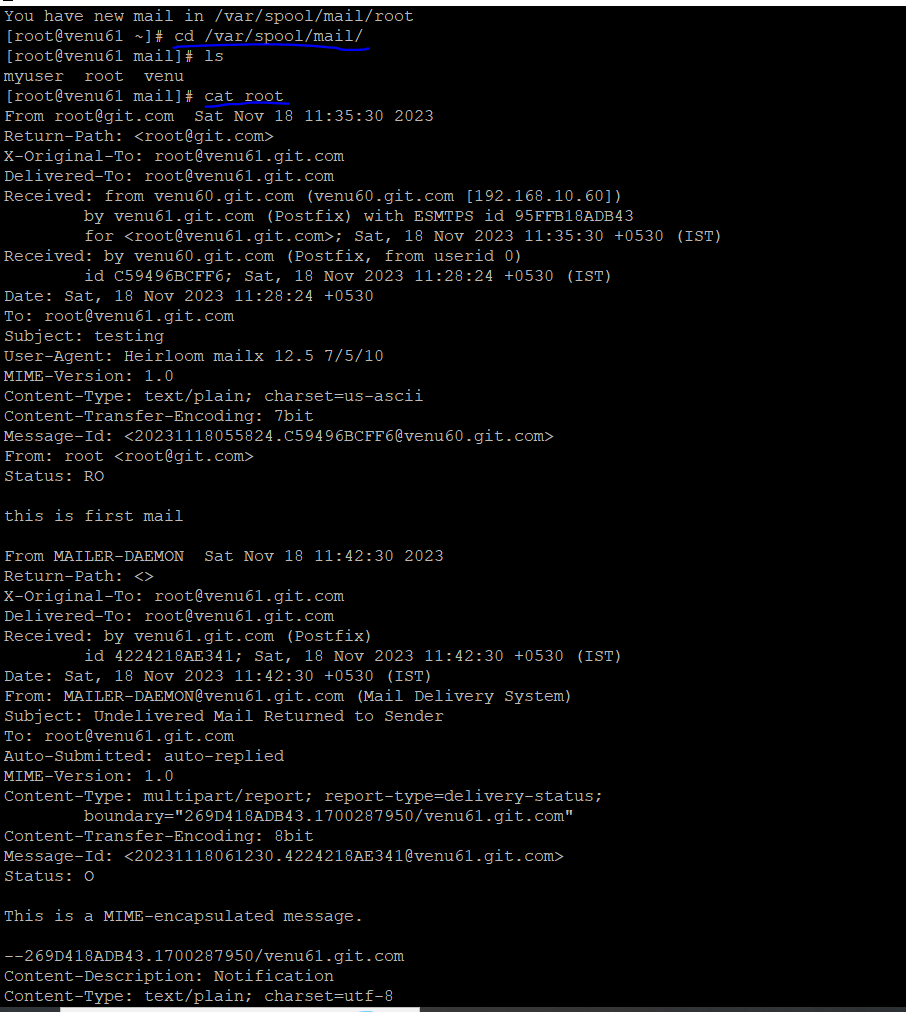 You have new mail in /var/spool/mail/root
[root@venu61 ~]# cd /var/spool/mail/
[root@venu61 mail]# ls
myuser  root  venu
[root@venu61 mail]# cat root
From root@git.com  Sat Nov 18 11:35:30 2023
Return-Path: <root@git.com>
X-Original-To: root@venu61.git.com
Delivered-To: root@venu61.git.com
Received: from venu60.git.com (venu60.git.com [192.168.10.60])
        by venu61.git.com (Postfix) with ESMTPS id 95FFB18ADB43
        for <root@venu61.git.com>; Sat, 18 Nov 2023 11:35:30 +0530 (IST)
Received: by venu60.git.com (Postfix, from userid 0)
        id C59496BCFF6; Sat, 18 Nov 2023 11:28:24 +0530 (IST)
Date: Sat, 18 Nov 2023 11:28:24 +0530
To: root@venu61.git.com
Subject: testing
User-Agent: Heirloom mailx 12.5 7/5/10
MIME-Version: 1.0
Content-Type: text/plain; charset=us-ascii
Content-Transfer-Encoding: 7bit
Message-Id: <20231118055824.C59496BCFF6@venu60.git.com>
From: root <root@git.com>
Status: RO

this is first mail

From MAILER-DAEMON  Sat Nov 18 11:42:30 2023
Return-Path: <>
X-Original-To: root@venu61.git.com
Delivered-To: root@venu61.git.com
Received: by venu61.git.com (Postfix)
        id 4224218AE341; Sat, 18 Nov 2023 11:42:30 +0530 (IST)
Date: Sat, 18 Nov 2023 11:42:30 +0530 (IST)
From: MAILER-DAEMON@venu61.git.com (Mail Delivery System)
Subject: Undelivered Mail Returned to Sender
To: root@venu61.git.com
Auto-Submitted: auto-replied
MIME-Version: 1.0
Content-Type: multipart/report; report-type=delivery-status;
        boundary="269D418ADB43.1700287950/venu61.git.com"
Content-Transfer-Encoding: 8bit
Message-Id: <20231118061230.4224218AE341@venu61.git.com>
Status: O

This is a MIME-encapsulated message.

--269D418ADB43.1700287950/venu61.git.com
Content-Description: Notification
Content-Type: text/plain; charset=utf-8